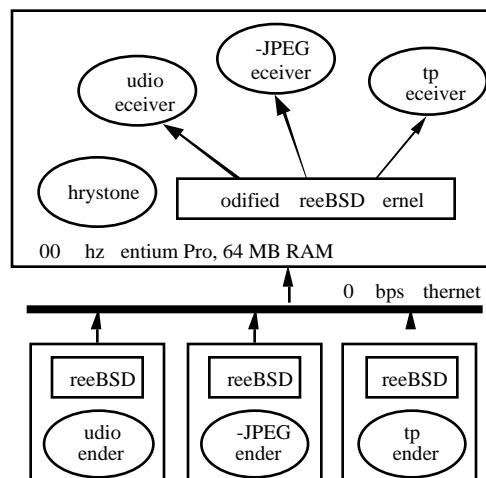 -JPEG
eceiver
udio
eceiver
tp
eceiver
hrystone
odified reeBSD ernel
00 hz entium Pro, 64 MB RAM
0 bps thernet
reeBSD
reeBSD
reeBSD
udio
ender
-JPEG
ender
tp
ender